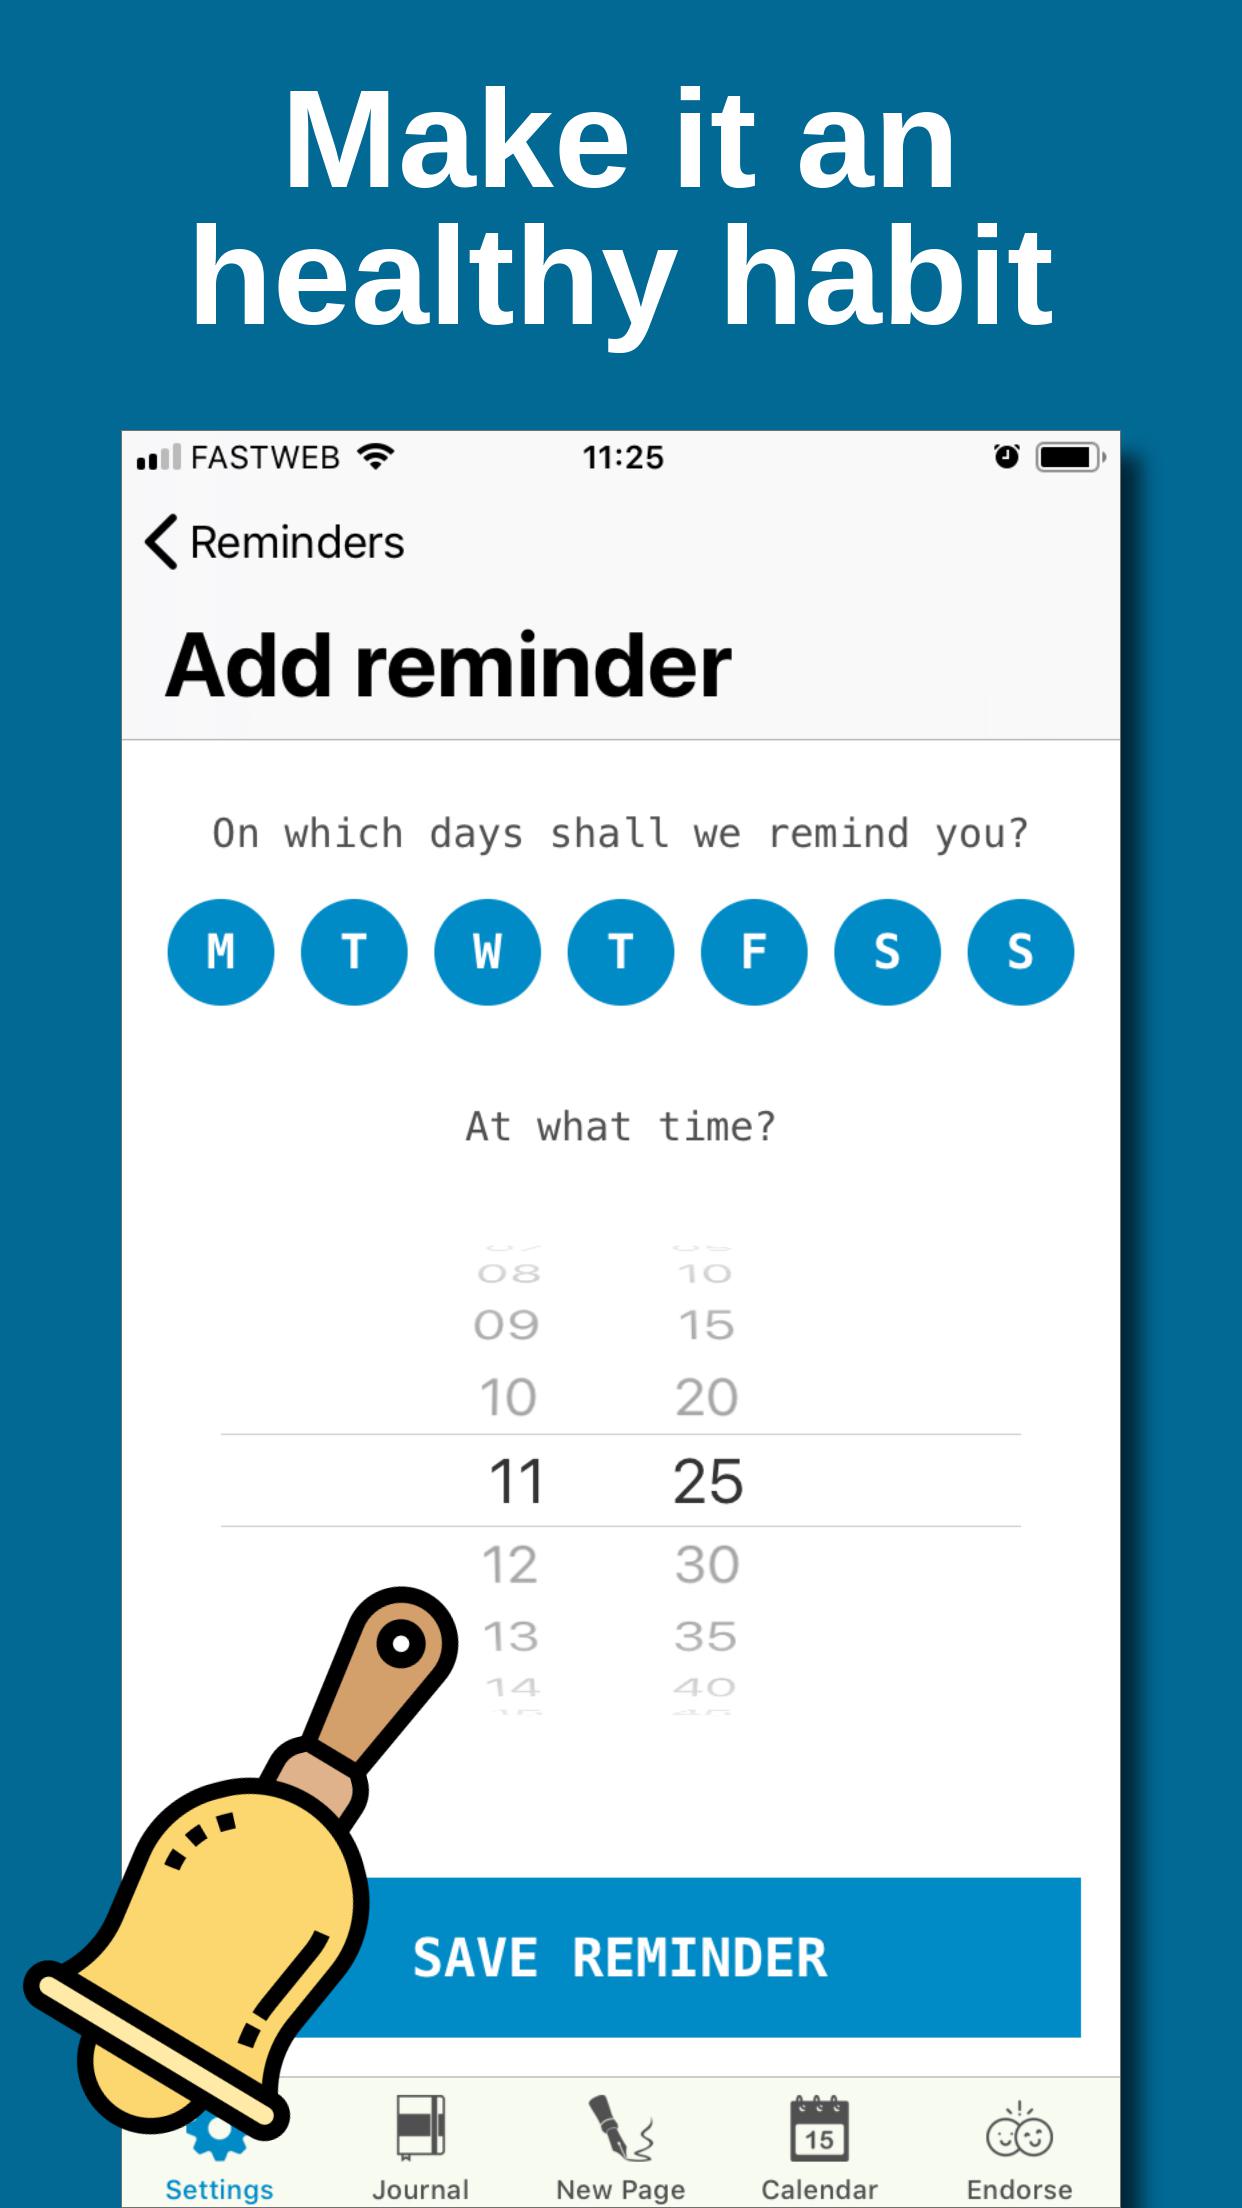 Make it an
healthy habit
FASTWEB 11:25
Reminders
Add reminder
On which days shall we remind you?
M T W T F S S
At what time?
08 10
09 15
10 20
11 25
12 30
13 35
14 40
SAVE REMINDER
15
Settings Journal New Page Calendar Endorse